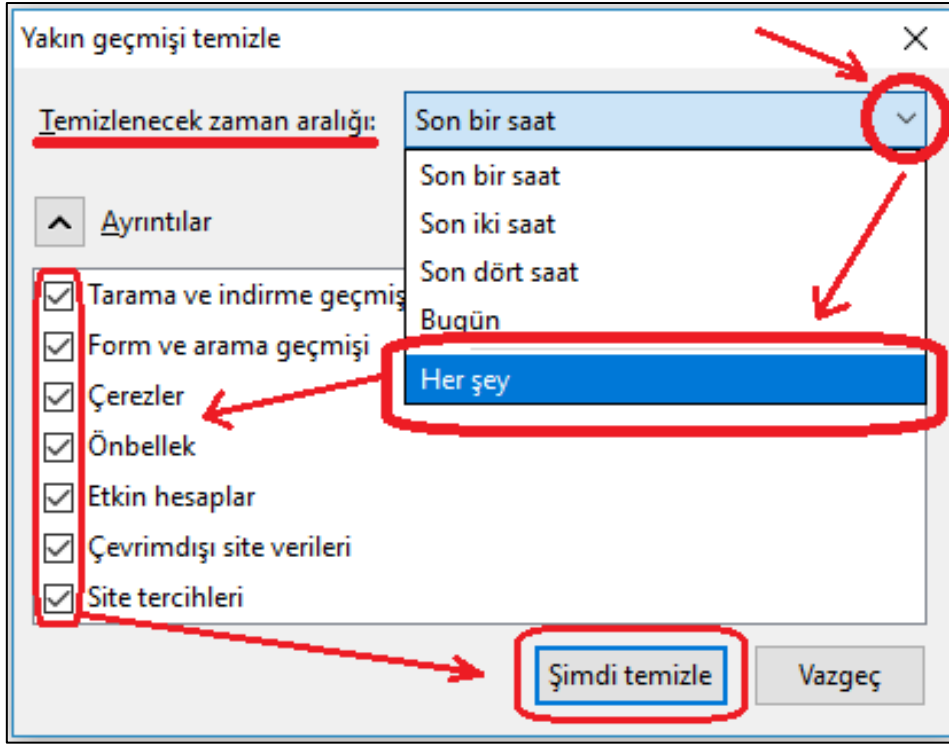 Yakın geçmişi temizle
Temizlenecek zaman aralığı: Son bir saat
Son bir saat
Son iki saat
Son dört saat
Bugün
Her şey
Ayrıntılar
Tarama ve indirme geçmiş
Form ve arama geçmişi
Çerezler
Önbellek
Etkin hesaplar
Çevrimdışı site verileri
Site tercihleri
Şimdi temizle Vazgeç